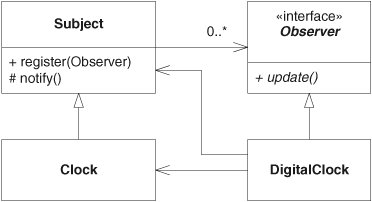 Subject
+ register(Observer)
# notify()
0..*
«interface»
Observer
+ update()
Clock
DigitalClock